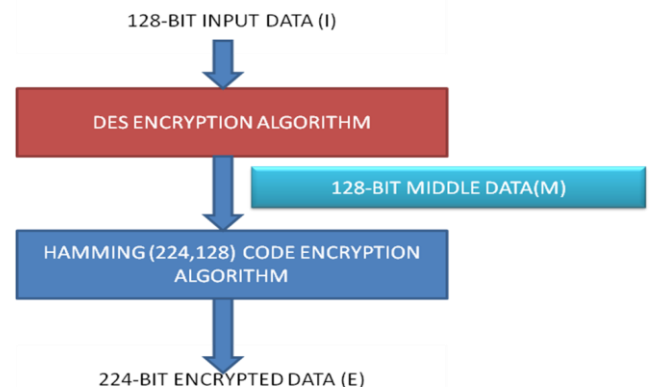 128-BIT INPUT DATA (I)
DES ENCRYPTION ALGORITHM
128-BIT MIDDLE DATA(M)
HAMMING (224,128) CODE ENCRYPTION
ALGORITHM
224-BIT ENCRYPTED DATA (E)